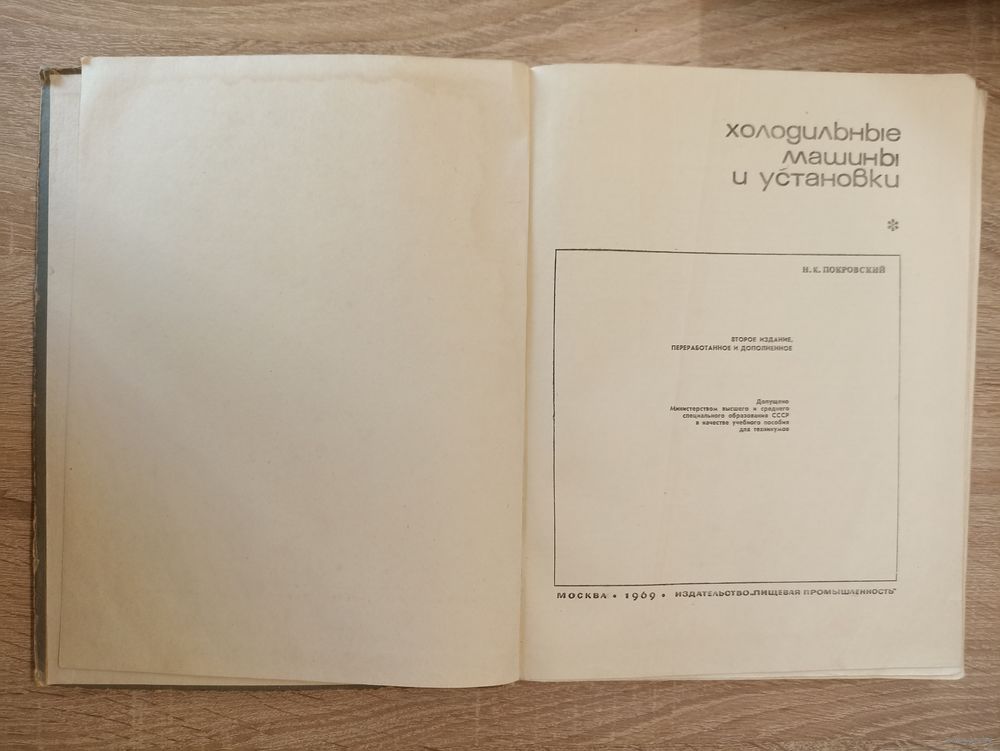 холодильные
машины
и установки
*
Н. К. ПОКРОВСКИЙ
ВТОРОЕ ИЗДАНИЕ,
ПЕРЕРАБОТАННОЕ И ДОПОЛНЕННОЕ
Допущено
Министерством высшего и среднего
специального образования СССР
в качестве учебного пособия
для техникумов
МОСКВА • 1969 • ИЗДАТЕЛЬСТВО „ПИЩЕВАЯ ПРОМЫШЛЕННОСТЬ"